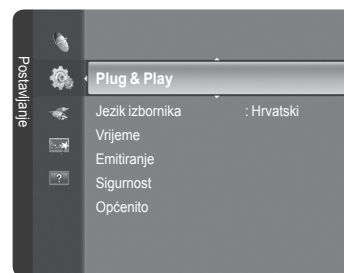 Postavljanje
Plug & Play
Jezik izbornika : Hrvatski
Vrijeme
Emitiranje
Sigurnost
Općenito
?